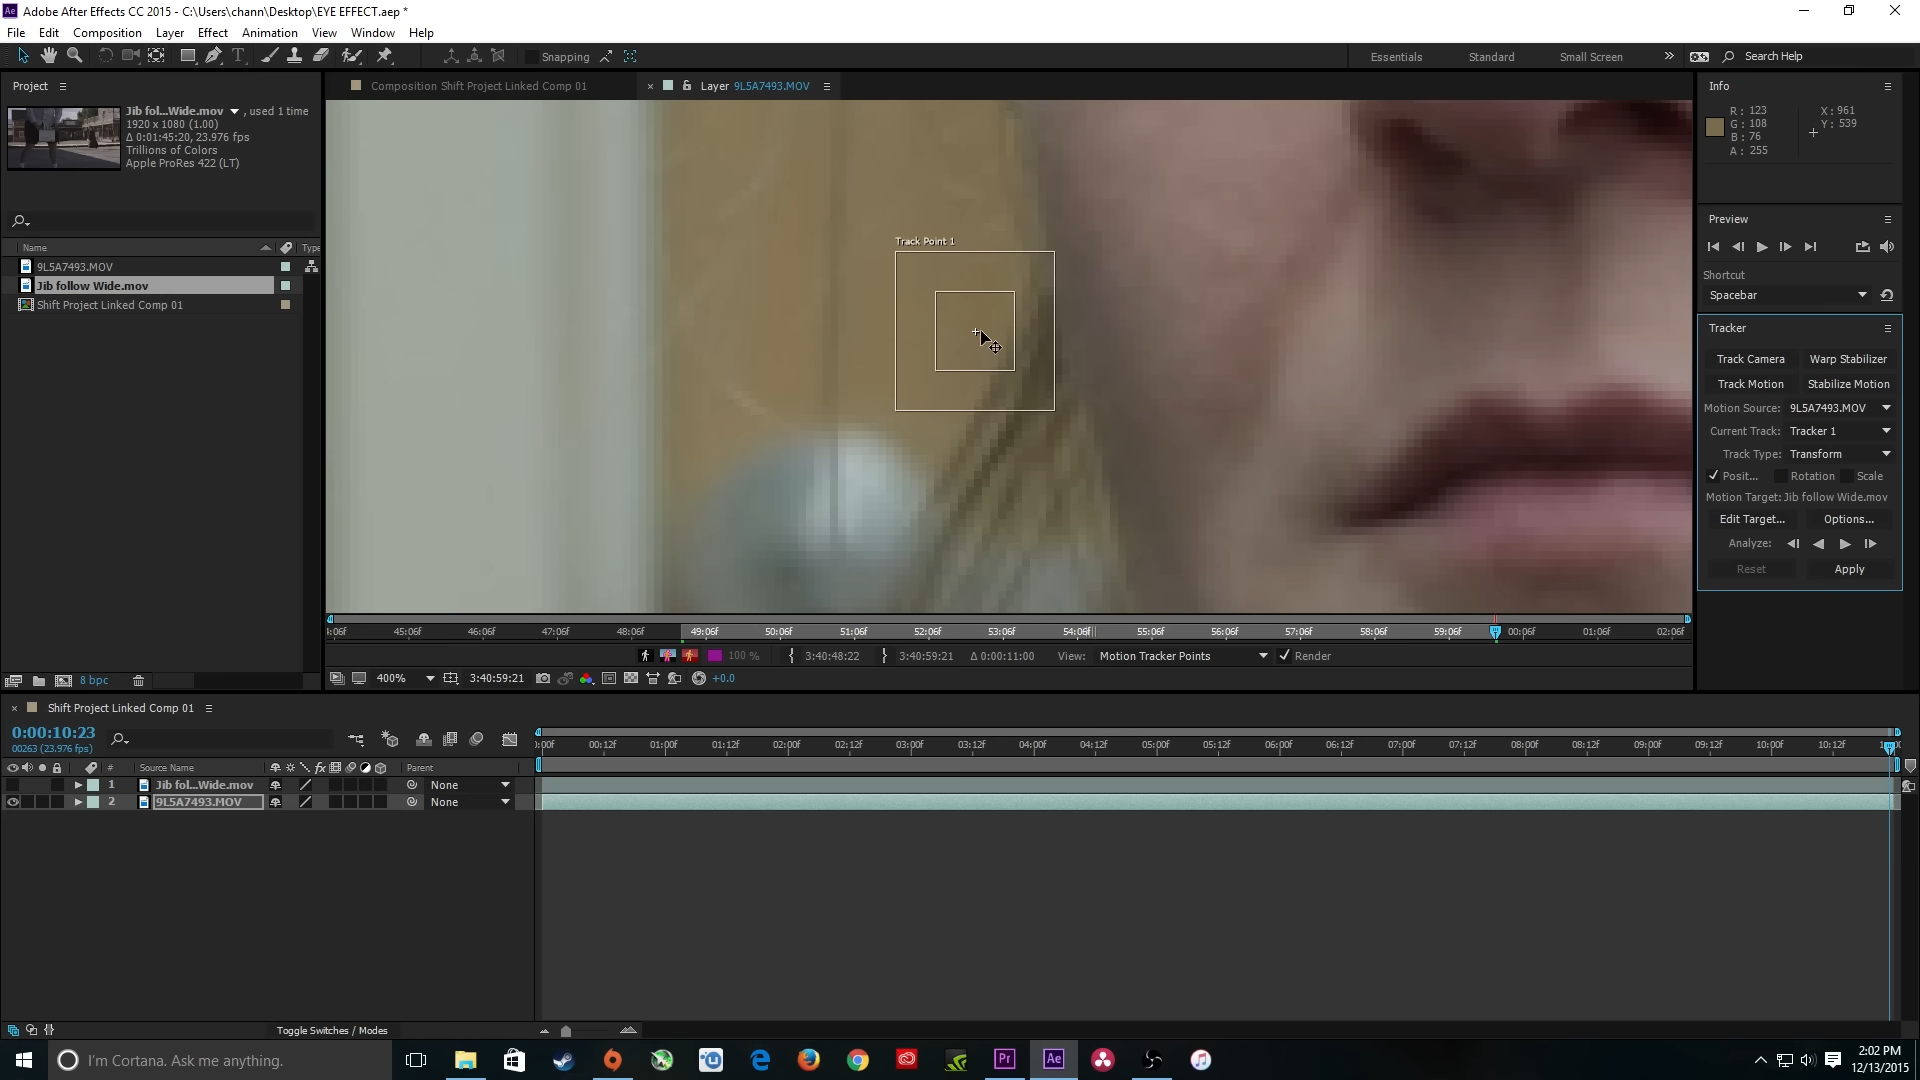 Adobe After Effects CC 2015 - C:\Users\chann\Desktop\EYE EFFECT.aep *
File Edit Composition Layer Effect Animation View Window Help
Snapping
Essentials Standard Small Screen Search Help
Project
Jib fol...Wide.mov , used 1 time
1920 x 1080 (1.00)
Δ 0:01:45:20, 23.976 fps
Trillions of Colors
Apple ProRes 422 (LT)
Name Type
9L5A7493.MOV
Jib follow Wide.mov
Shift Project Linked Comp 01
8 bpc
Composition Shift Project Linked Comp 01
Layer 9L5A7493.MOV
Track Point 1
:06f 45:06f 46:06f 47:06f 48:06f 49:06f 50:06f 51:06f 52:06f 53:06f 54:06f 55:06f 56:06f 57:06f 58:06f 59:06f 00:06f 01:06f 02:06f
100 % 3:40:48:22 3:40:59:21 Δ 0:00:11:00 View: Motion Tracker Points Render
400% 3:40:59:21 +0.0
Info
R: 123
G: 108
B: 76
A: 255
X: 961
Y: 539
Preview
Shortcut
Spacebar
Tracker
Track Camera Warp Stabilizer
Track Motion Stabilize Motion
Motion Source: 9L5A7493.MOV
Current Track: Tracker 1
Track Type: Transform
Posit... Rotation Scale
Motion Target: Jib follow Wide.mov
Edit Target... Options...
Analyze:
Reset Apply
Shift Project Linked Comp 01
0:00:10:23
00263 (23.976 fps)
:00f 00:12f 01:00f 01:12f 02:00f 02:12f 03:00f 03:12f 04:00f 04:12f 05:00f 05:12f 06:00f 06:12f 07:00f 07:12f 08:00f 08:12f 09:00f 09:12f 10:00f 10:12f
# Source Name fx Parent
1 Jib fol...Wide.mov None
2 9L5A7493.MOV None
Toggle Switches / Modes
I'm Cortana. Ask me anything.
Pr Ae
2:02 PM
12/13/2015